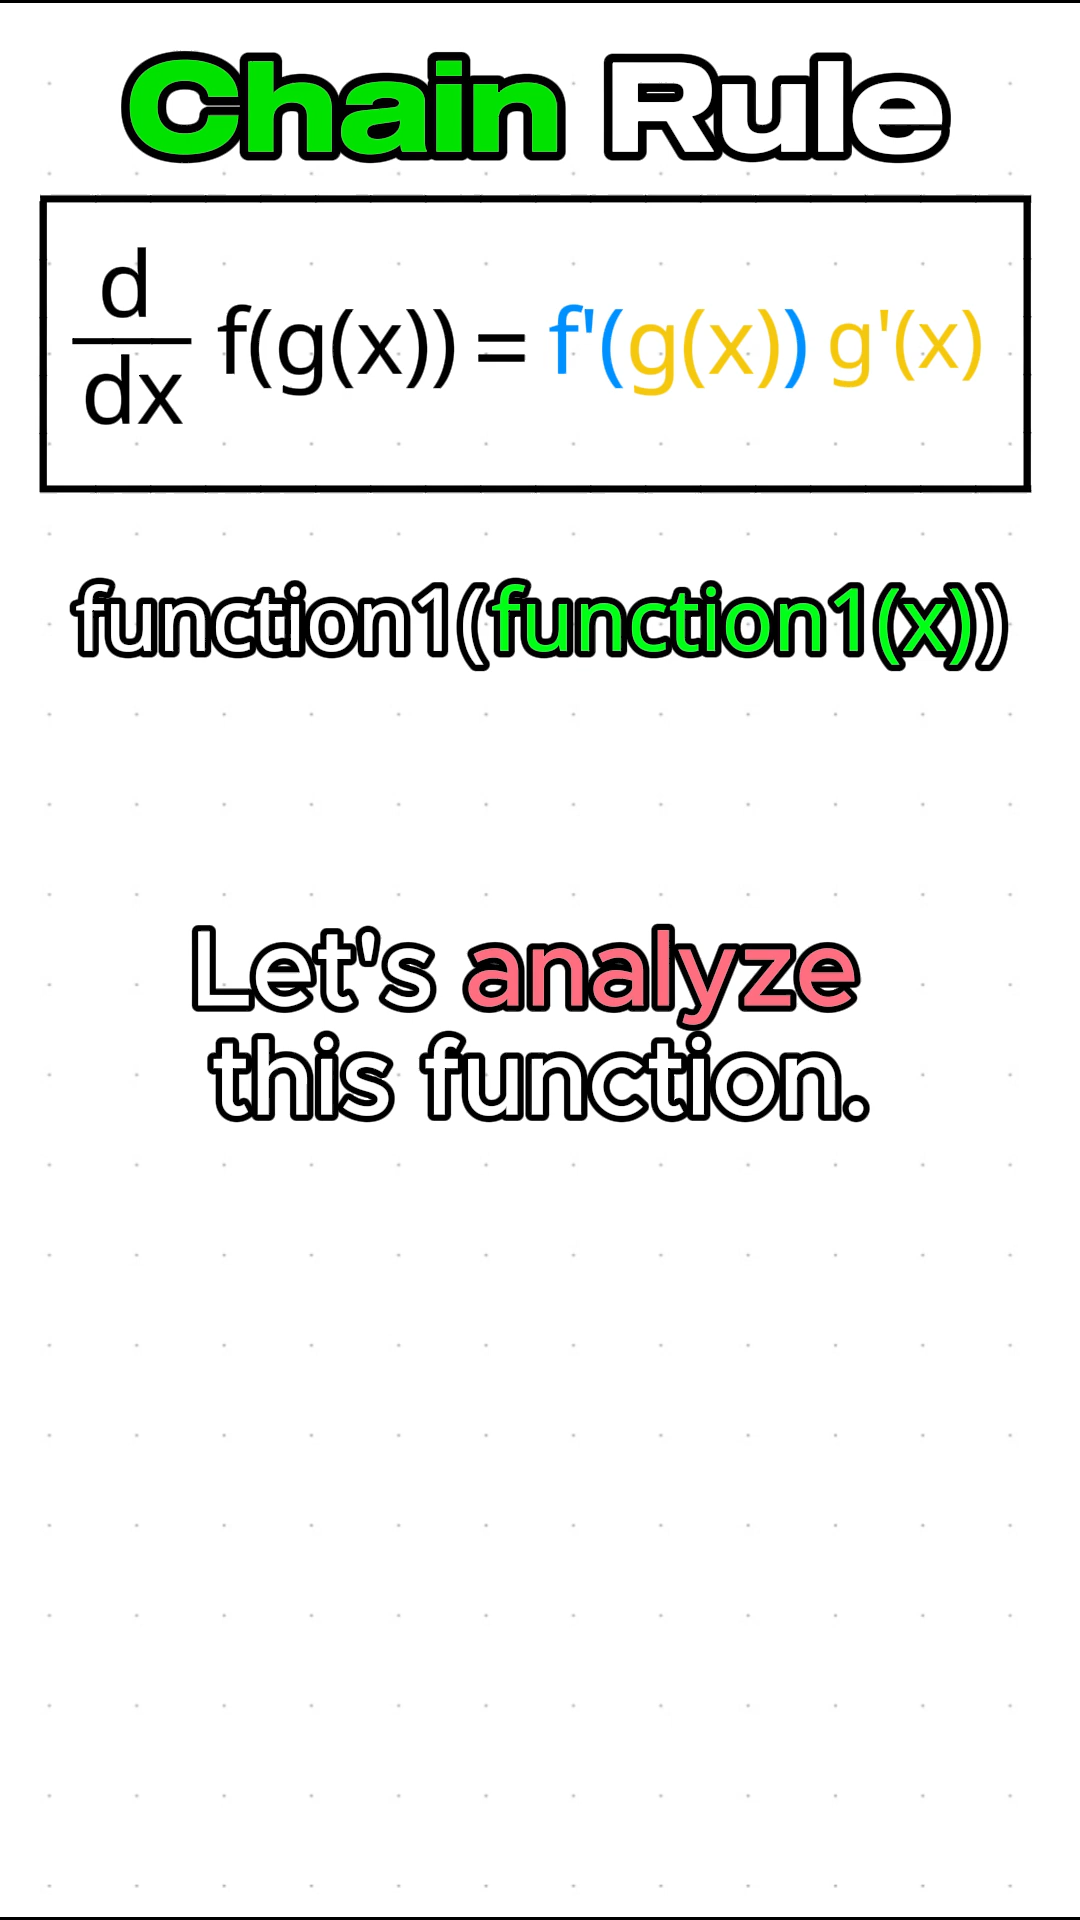 Chain Rule
d
dx
f(g(x)) = f'(g(x)) g'(x)
function1(function1(x))
Let's analyze
this function.